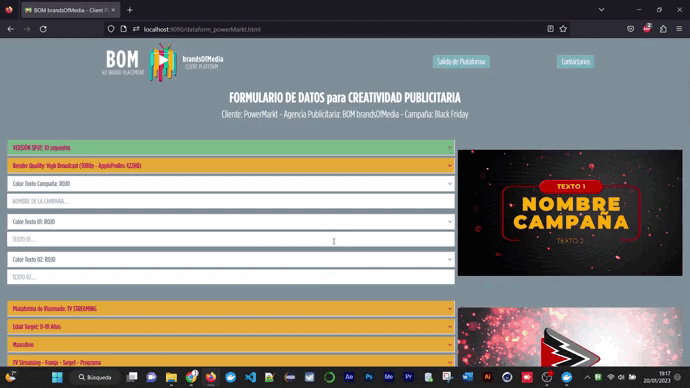 BOM brandsOfMedia - Client P
localhost:9090/dataform_powerMarkt.html
BOM
AD BRAND PLACEMENT
brandsOfMedia
CLIENT PLATFORM
Salida de Plataforma
Contáctanos
FORMULARIO DE DATOS para CREATIVIDAD PUBLICITARIA
Cliente: PowerMarkt - Agencia Publicitaria: BOM brandsOfMedia - Campaña: Black Friday
VERSIÓN SPOT: 10 segundos
Render Quality: High Broadcast (1080p - AppleProRes 422HQ)
Color Texto Campaña: ROJO
NOMBRE DE LA CAMPAÑA...
Color Texto 01: ROJO
TEXTO 01...
Color Texto 02: ROJO
TEXTO 02...
TEXTO 1
NOMBRE
CAMPAÑA
TEXTO 2
Plataforma de Visionado: TV STREAMING
Edad Target: 0-18 Años
Masculino
TV Streaming - Franja - Target - Programa
Búsqueda
19:17
20/01/2023